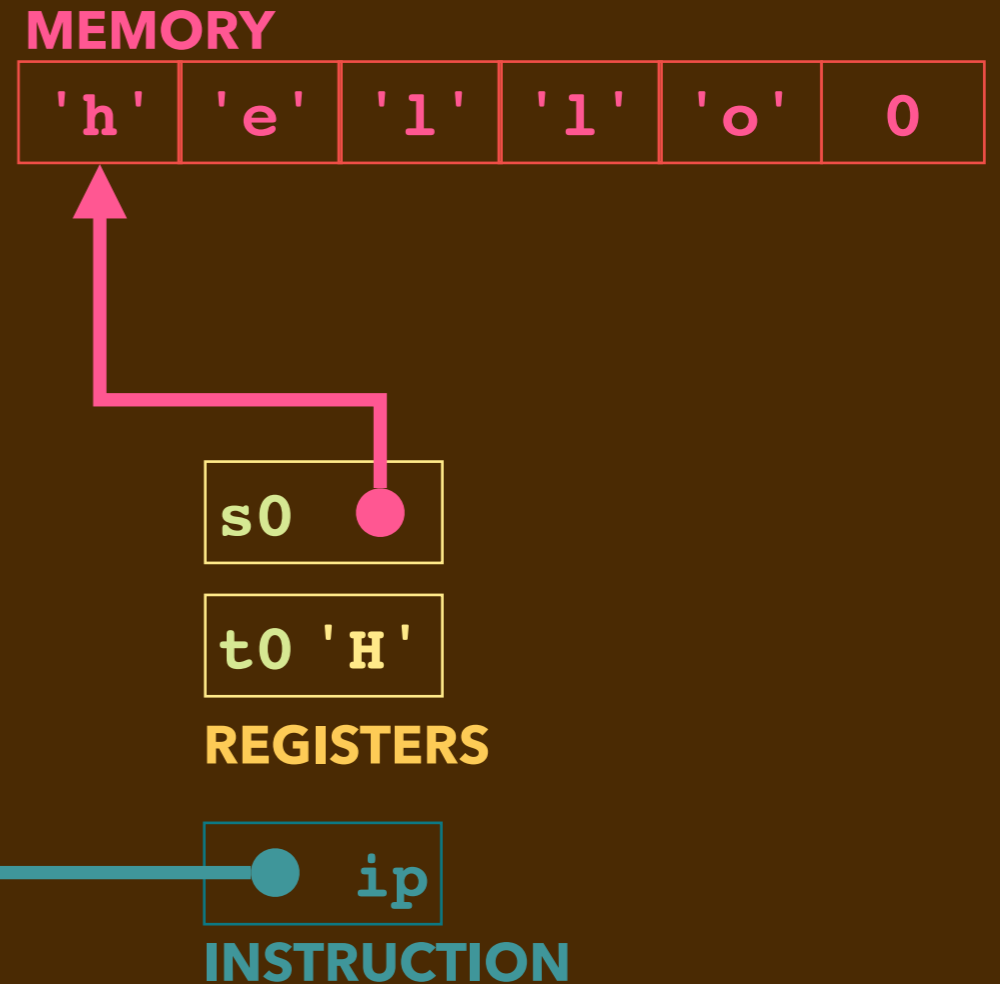 MEMORY
'h' 'e' 'l' 'l' 'o' 0
s0
t0 'H'
REGISTERS
ip
INSTRUCTION